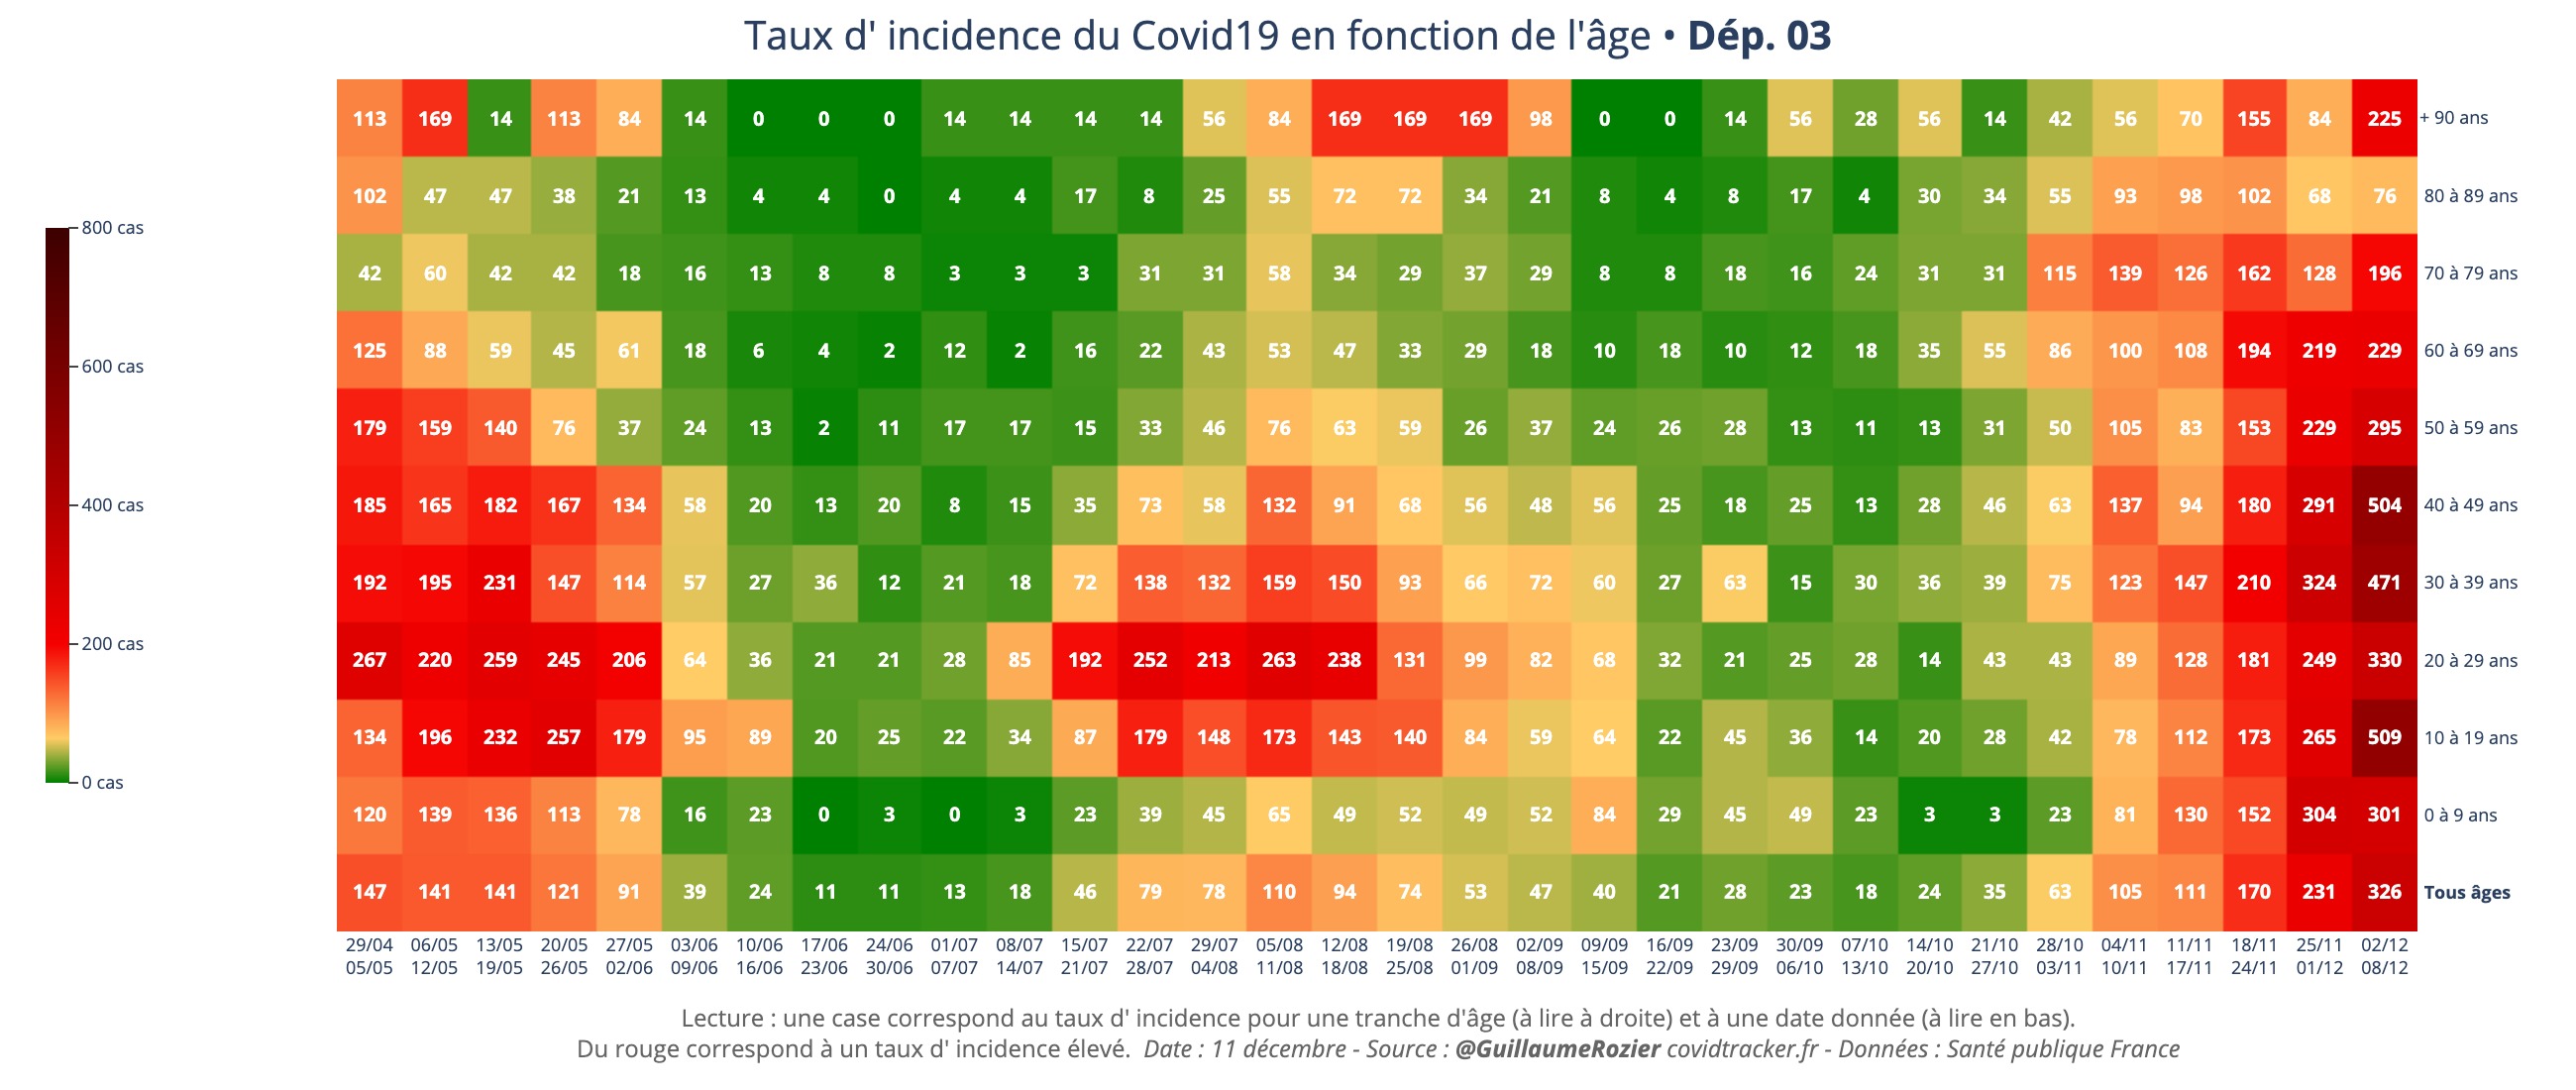 Taux d' incidence du Covid19 en fonction de l'âge • Dép. 03
800 cas
600 cas
400 cas
200 cas
0 cas
113 169 14 113 84 14 0 0 0 14 14 14 14 56 84 169 169 169 98 0 0 14 56 28 56 14 42 56 70 155 84 225 + 90 ans
102 47 47 38 21 13 4 4 0 4 4 17 8 25 55 72 72 34 21 8 4 8 17 4 30 34 55 93 98 102 68 76 80 à 89 ans
42 60 42 42 18 16 13 8 8 3 3 3 31 31 58 34 29 37 29 8 8 18 16 24 31 31 115 139 126 162 128 196 70 à 79 ans
125 88 59 45 61 18 6 4 2 12 2 16 22 43 53 47 33 29 18 10 18 10 12 18 35 55 86 100 108 194 219 229 60 à 69 ans
179 159 140 76 37 24 13 2 11 17 17 15 33 46 76 63 59 26 37 24 26 28 13 11 13 31 50 105 83 153 229 295 50 à 59 ans
185 165 182 167 134 58 20 13 20 8 15 35 73 58 132 91 68 56 48 56 25 18 25 13 28 46 63 137 94 180 291 504 40 à 49 ans
192 195 231 147 114 57 27 36 12 21 18 72 138 132 159 150 93 66 72 60 27 63 15 30 36 39 75 123 147 210 324 471 30 à 39 ans
267 220 259 245 206 64 36 21 21 28 85 192 252 213 263 238 131 99 82 68 32 21 25 28 14 43 43 89 128 181 249 330 20 à 29 ans
134 196 232 257 179 95 89 20 25 22 34 87 179 148 173 143 140 84 59 64 22 45 36 14 20 28 42 78 112 173 265 509 10 à 19 ans
120 139 136 113 78 16 23 0 3 0 3 23 39 45 65 49 52 49 52 84 29 45 49 23 3 3 23 81 130 152 304 301 0 à 9 ans
147 141 141 121 91 39 24 11 11 13 18 46 79 78 110 94 74 53 47 40 21 28 23 18 24 35 63 105 111 170 231 326 Tous âges
29/04 06/05 13/05 20/05 27/05 03/06 10/06 17/06 24/06 01/07 08/07 15/07 22/07 29/07 05/08 12/08 19/08 26/08 02/09 09/09 16/09 23/09 30/09 07/10 14/10 21/10 28/10 04/11 11/11 18/11 25/11 02/12
05/05 12/05 19/05 26/05 02/06 09/06 16/06 23/06 30/06 07/07 14/07 21/07 28/07 04/08 11/08 18/08 25/08 01/09 08/09 15/09 22/09 29/09 06/10 13/10 20/10 27/10 03/11 10/11 17/11 24/11 01/12 08/12
Lecture : une case correspond au taux d' incidence pour une tranche d'âge (à lire à droite) et à une date donnée (à lire en bas).
Du rouge correspond à un taux d' incidence élevé. Date : 11 décembre - Source : @GuillaumeRozier covidtracker.fr - Données : Santé publique France